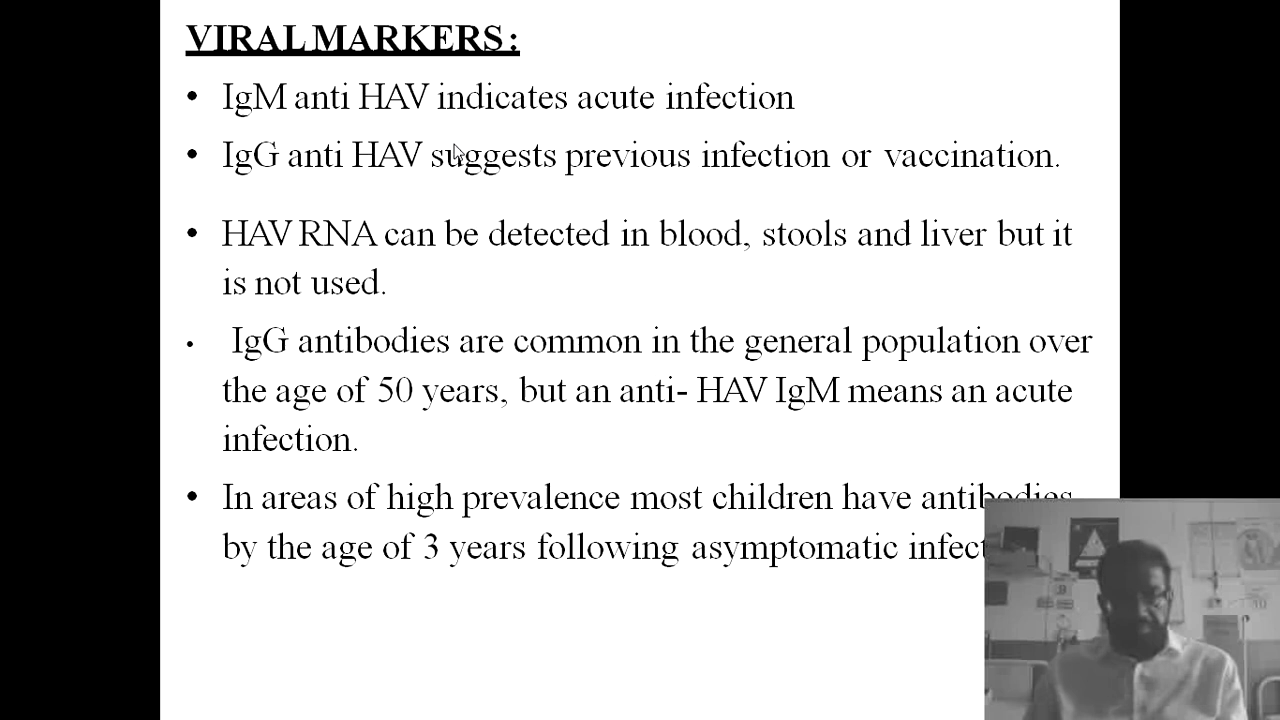 VIRAL MARKERS:
• IgM anti HAV indicates acute infection
• IgG anti HAV suggests previous infection or vaccination.
• HAV RNA can be detected in blood, stools and liver but it
is not used.
• IgG antibodies are common in the general population over
the age of 50 years, but an anti- HAV IgM means an acute
infection.
• In areas of high prevalence most children have antibodies
by the age of 3 years following asymptomatic